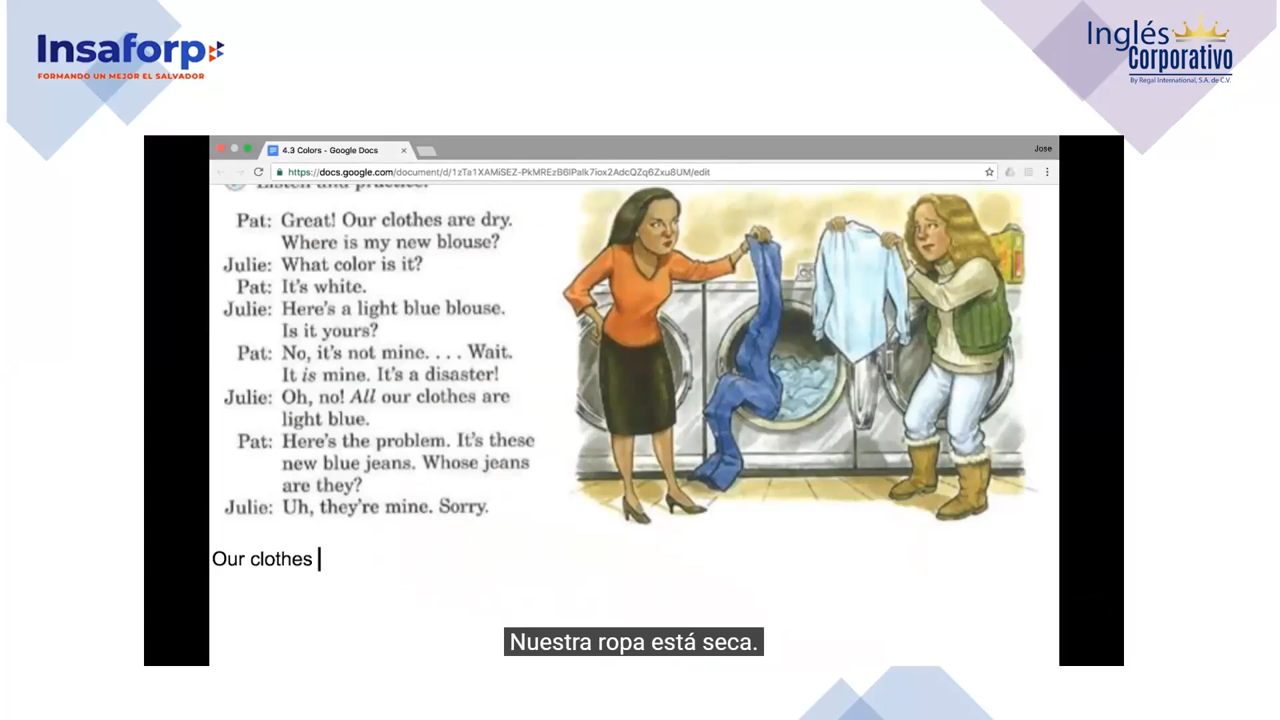 Insaforp
FORMANDO UN MEJOR EL SALVADOR
Inglés
Corporativo
By Regal International, S.A. de C.V.
4.3 Colors - Google Docs
Jose
https://docs.google.com/document/d/1zTa1XAMiSEZ-PkMREzB6lPalk7iox2AdcQZq6Zxu8UM/edit
Listen and practice.
Pat: Great! Our clothes are dry.
Where is my new blouse?
Julie: What color is it?
Pat: It's white.
Julie: Here's a light blue blouse.
Is it yours?
Pat: No, it's not mine. . . . Wait.
It is mine. It's a disaster!
Julie: Oh, no! All our clothes are
light blue.
Pat: Here's the problem. It's these
new blue jeans. Whose jeans
are they?
Julie: Uh, they're mine. Sorry.
Our clothes
Nuestra ropa está seca.